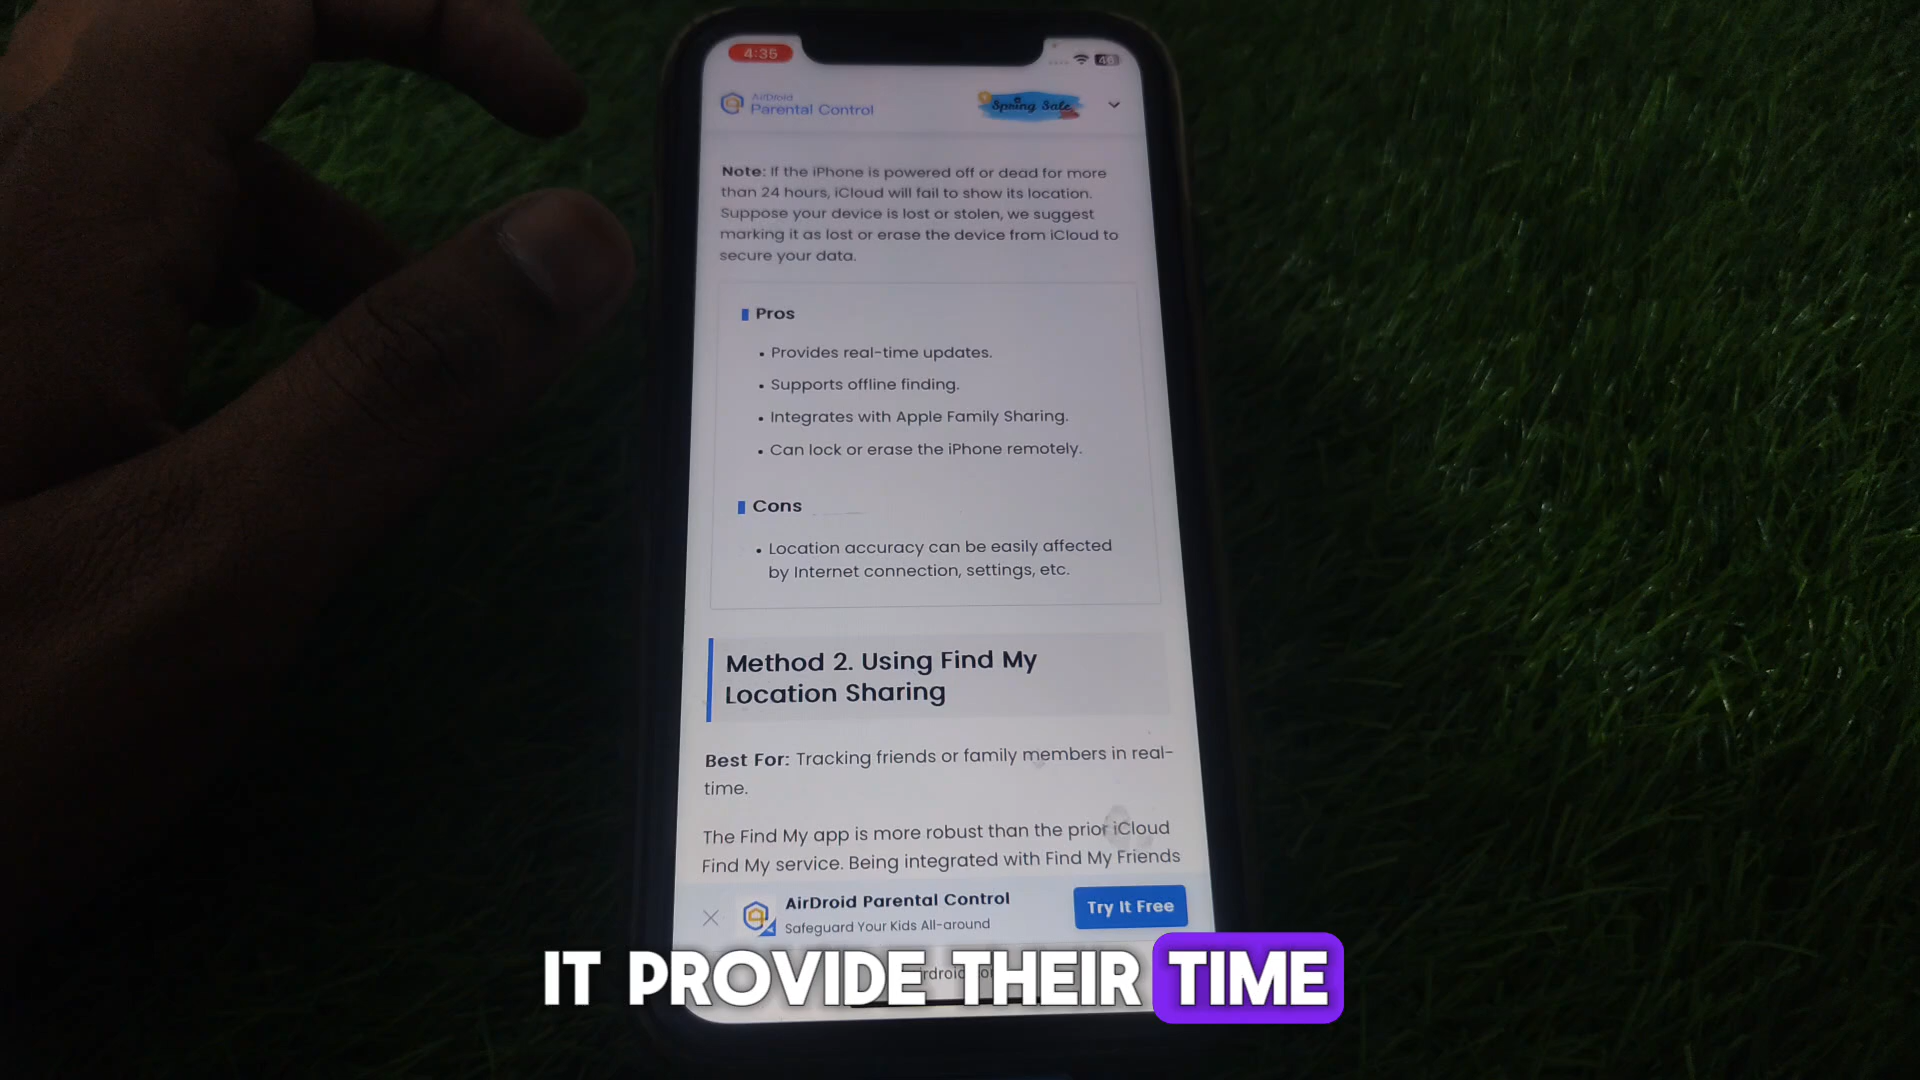 4:35
46
AirDroid
Parental Control
Spring Sale
Note: If the iPhone is powered off or dead for more
than 24 hours, iCloud will fail to show its location.
Suppose your device is lost or stolen, we suggest
marking it as lost or erase the device from iCloud to
secure your data.
Pros
• Provides real-time updates.
• Supports offline finding.
• Integrates with Apple Family Sharing.
• Can lock or erase the iPhone remotely.
Cons
• Location accuracy can be easily affected
by Internet connection, settings, etc.
Method 2. Using Find My
Location Sharing
Best For: Tracking friends or family members in real-
time.
The Find My app is more robust than the prior iCloud
Find My service. Being integrated with Find My Friends
AirDroid Parental Control
Safeguard Your Kids All-around
Try It Free
IT PROVIDE THEIR TIME